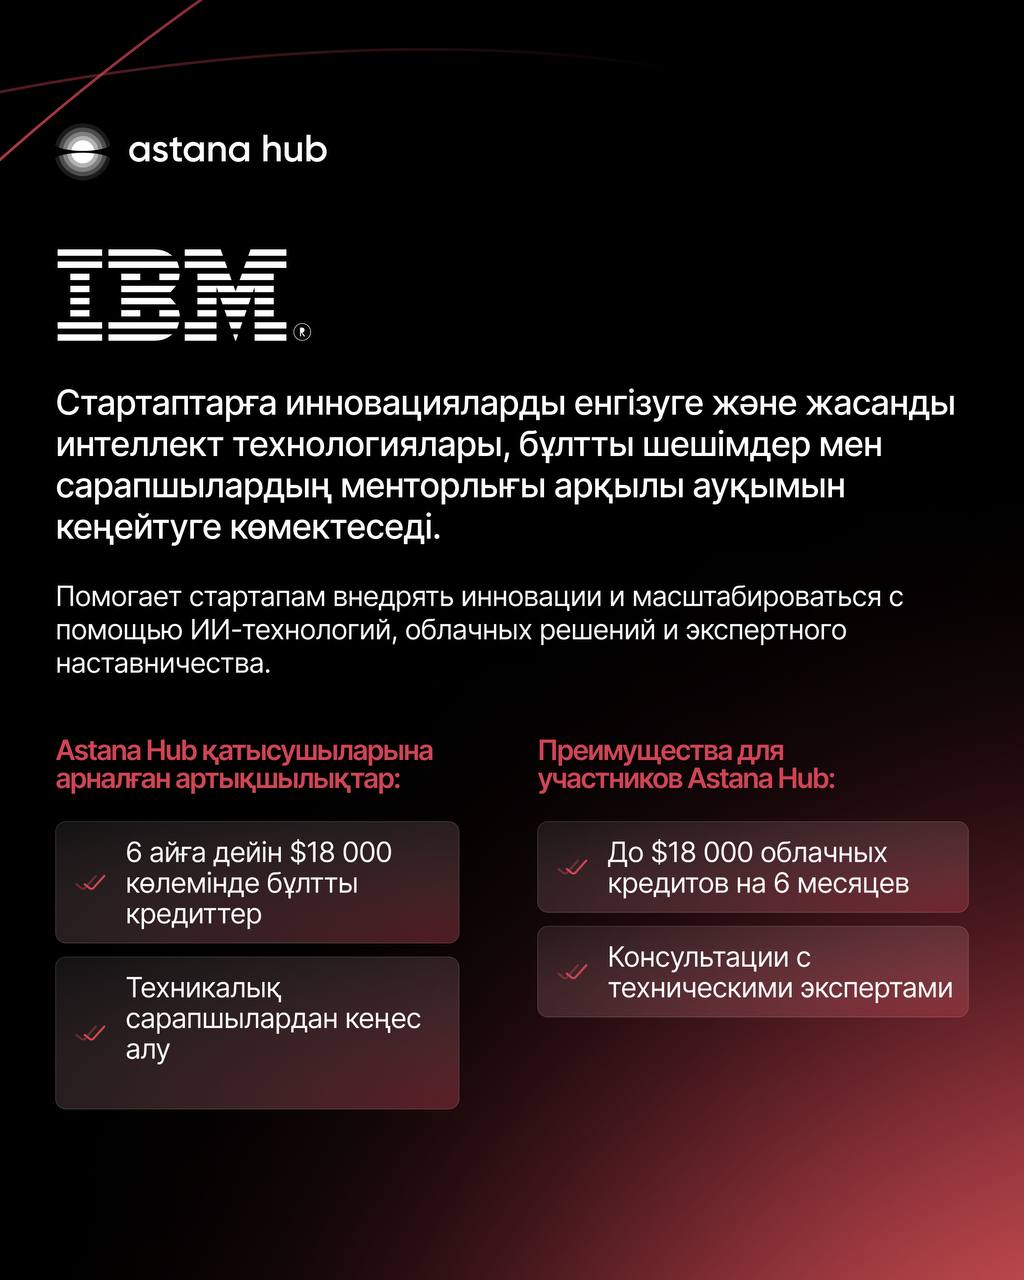 astana hub
IBM®
Стартаптарға инновацияларды енгізуге және жасанды
интеллект технологиялары, бұлтты шешімдер мен
сарапшылардың менторлығы арқылы ауқымын
кеңейтуге көмектеседі.
Помогает стартапам внедрять инновации и масштабироваться с
помощью ИИ-технологий, облачных решений и экспертного
наставничества.
Astana Hub қатысушыларына
арналған артықшылықтар:
6 айға дейін $18 000
көлемінде бұлтты
кредиттер
Техникалық
сарапшылардан кеңес
алу
Преимущества для
участников Astana Hub:
До $18 000 облачных
кредитов на 6 месяцев
Консультации с
техническими экспертами